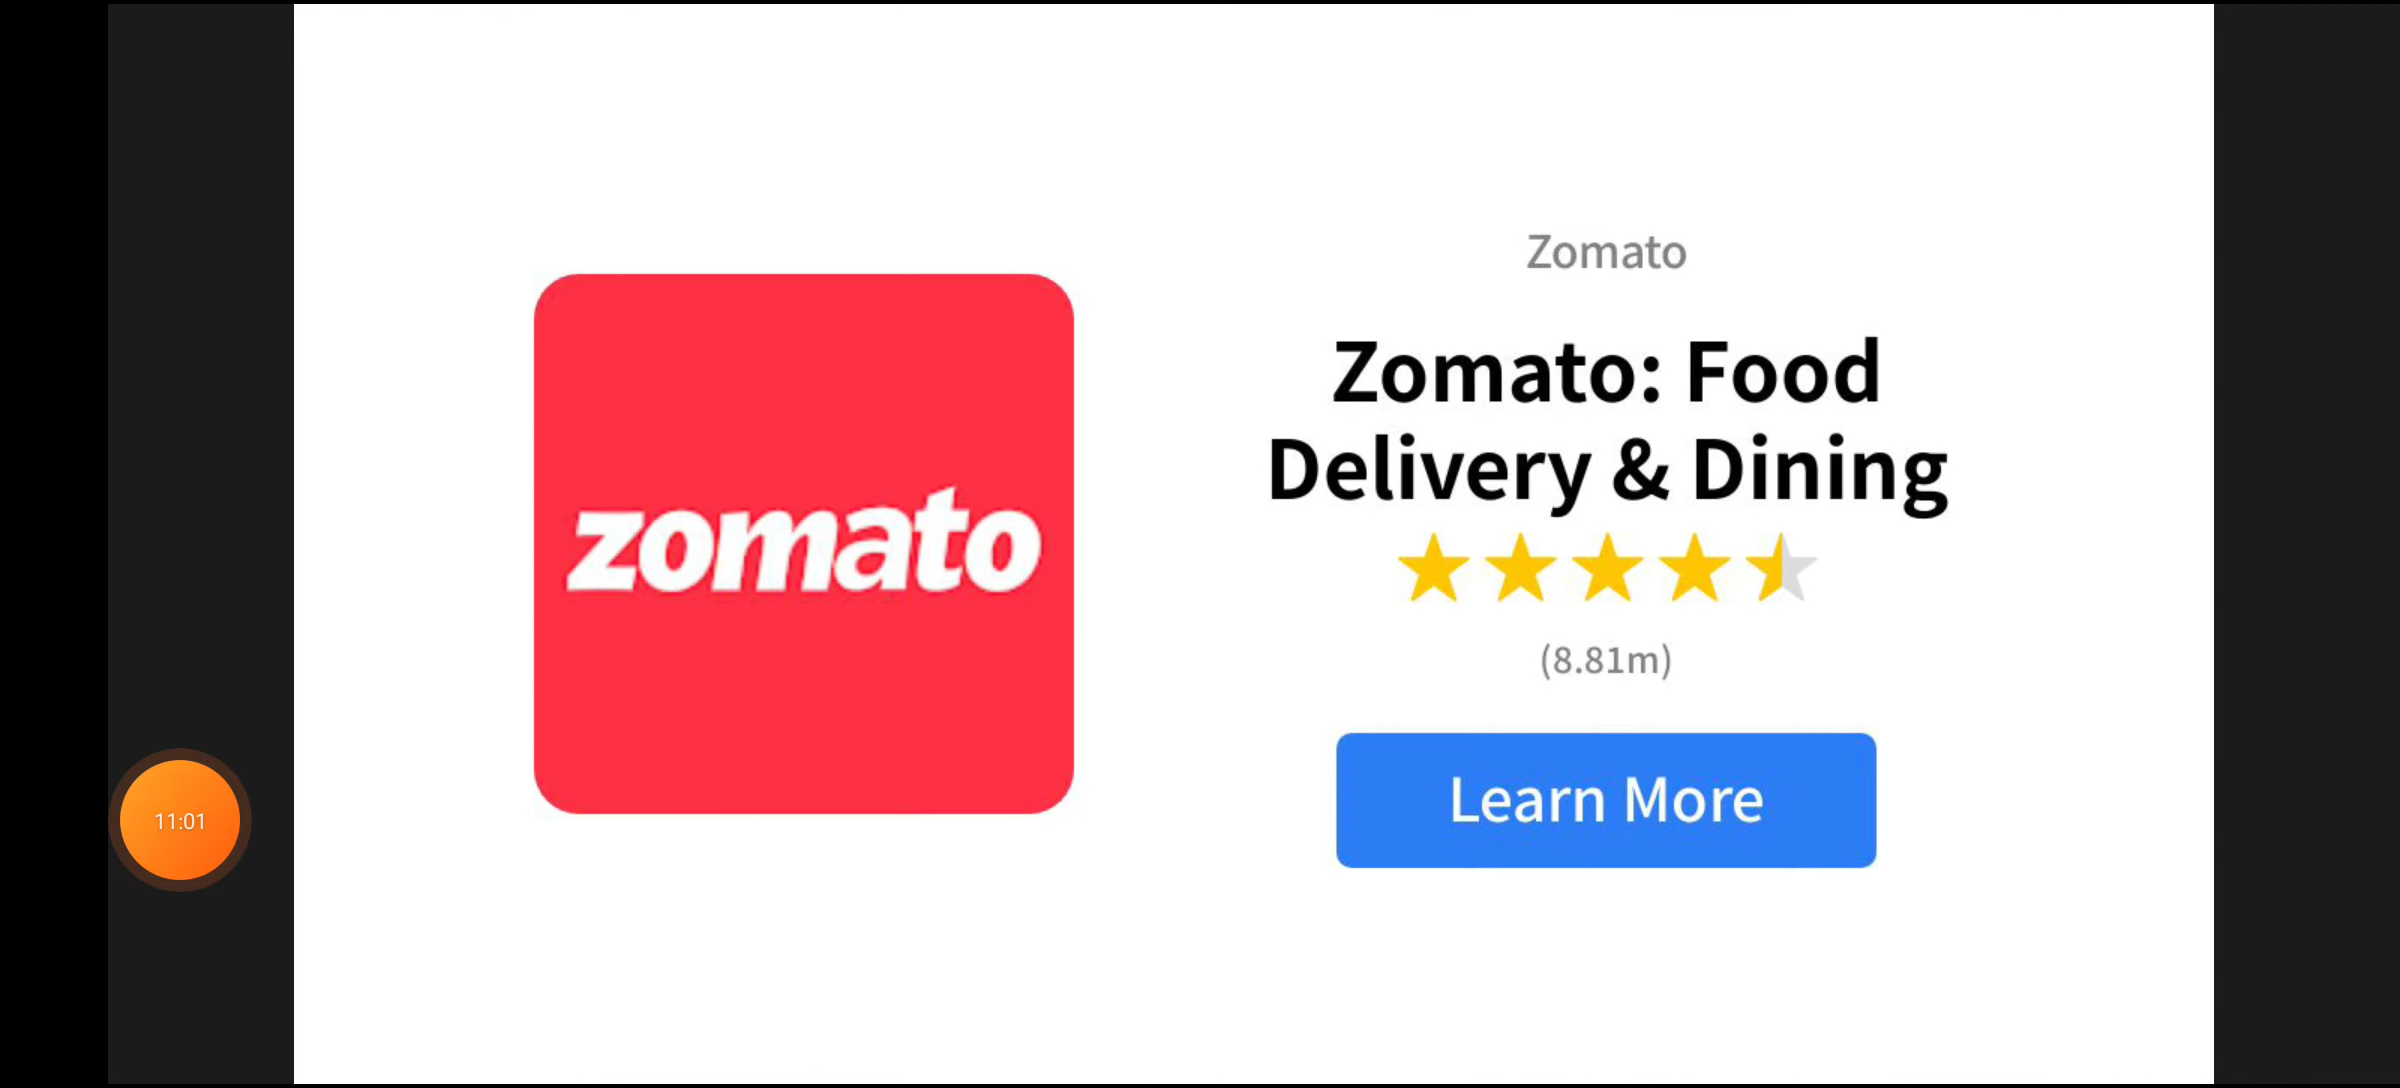 zomato
Zomato
Zomato: Food
Delivery & Dining
(8.81m)
Learn More
11:01